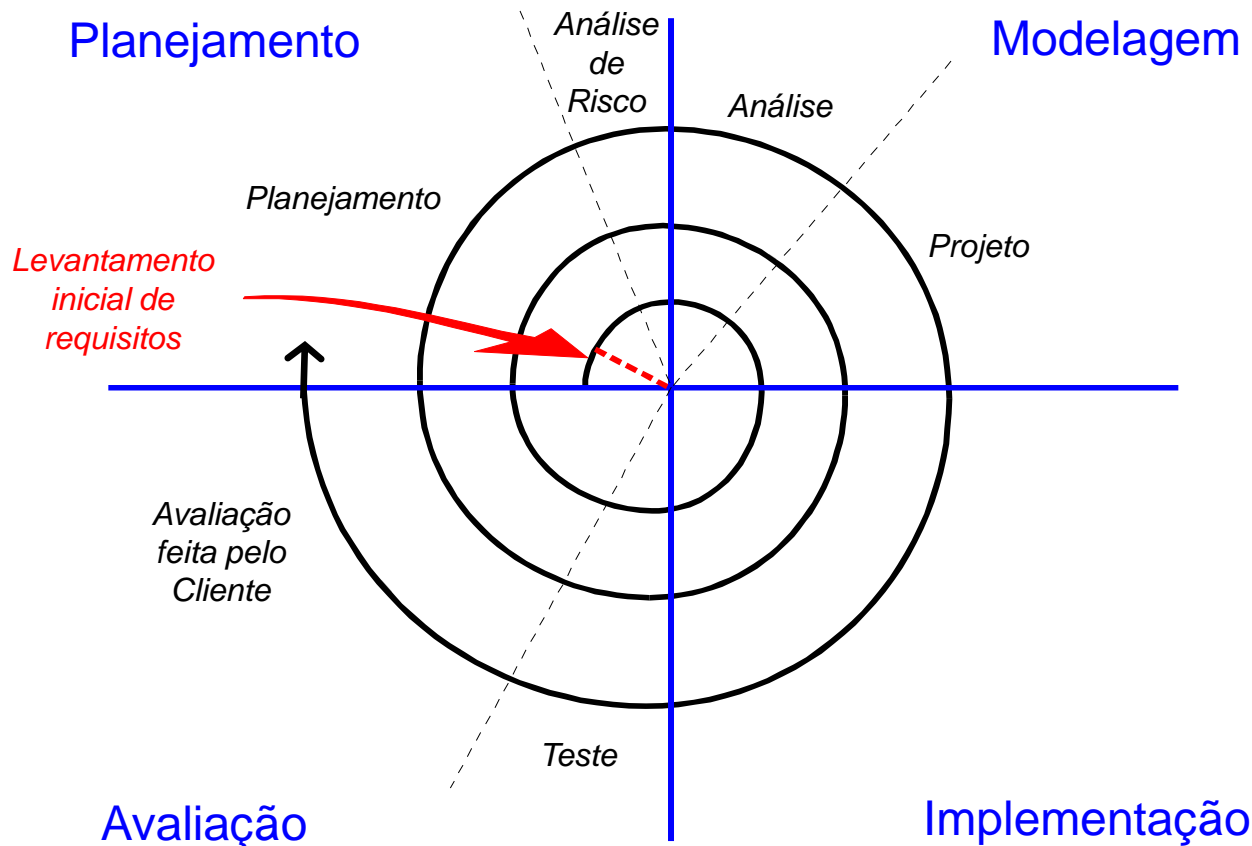 Planejamento
Análise
de
Risco
Modelagem
Análise
Planejamento
Projeto
Levantamento
inicial de
requisitos
Avaliação
feita pelo
Cliente
Teste
Avaliação
Implementação